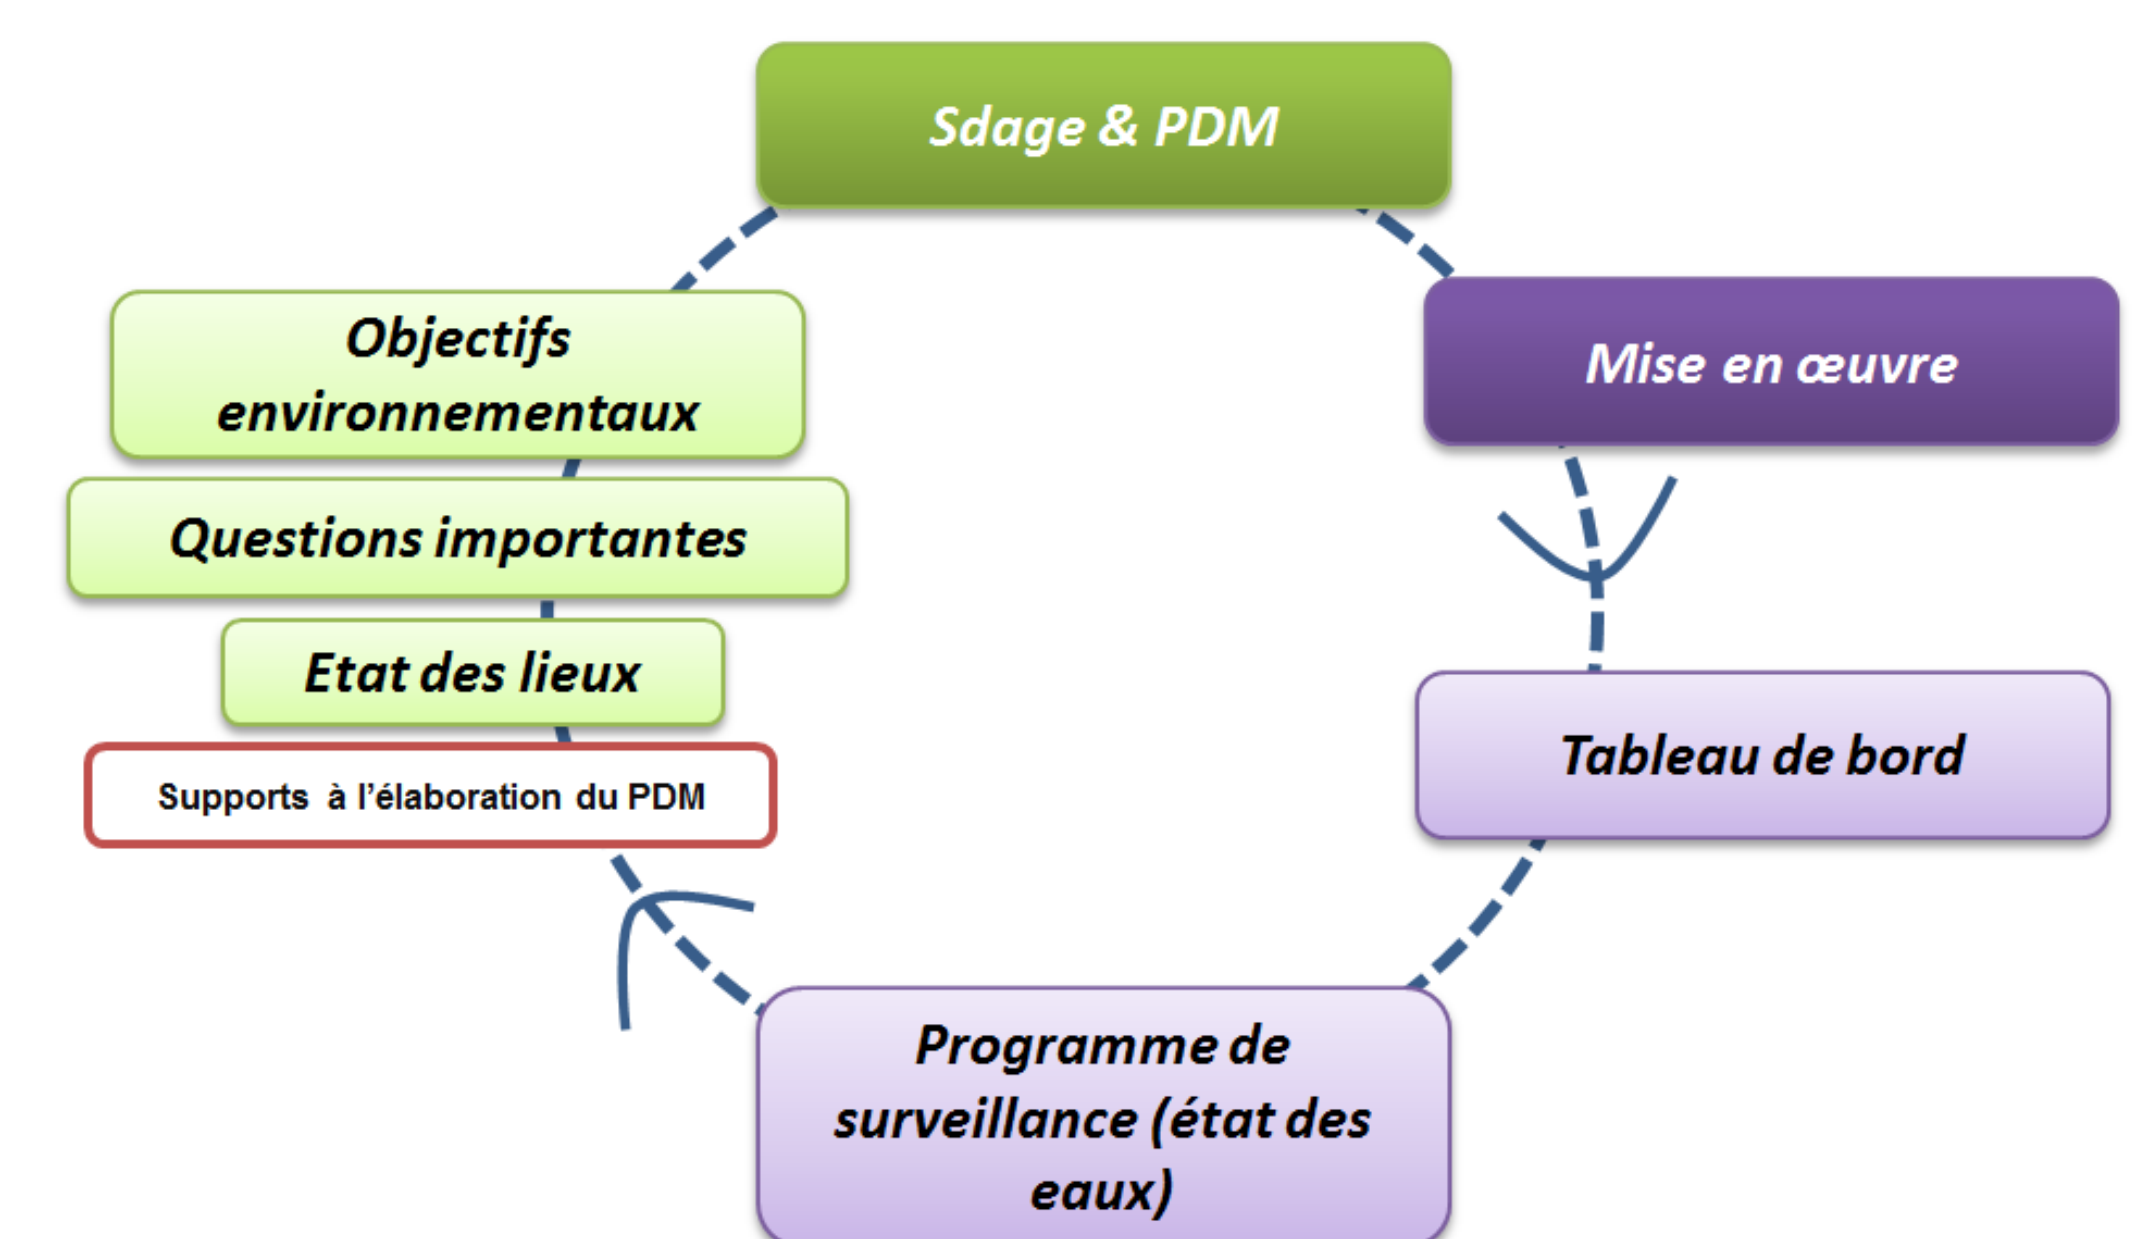 Sdage & PDM
Mise en œuvre
Tableau de bord
Programme de
surveillance (état des
eaux)
Objectifs
environnementaux
Questions importantes
Etat des lieux
Supports à l’élaboration du PDM